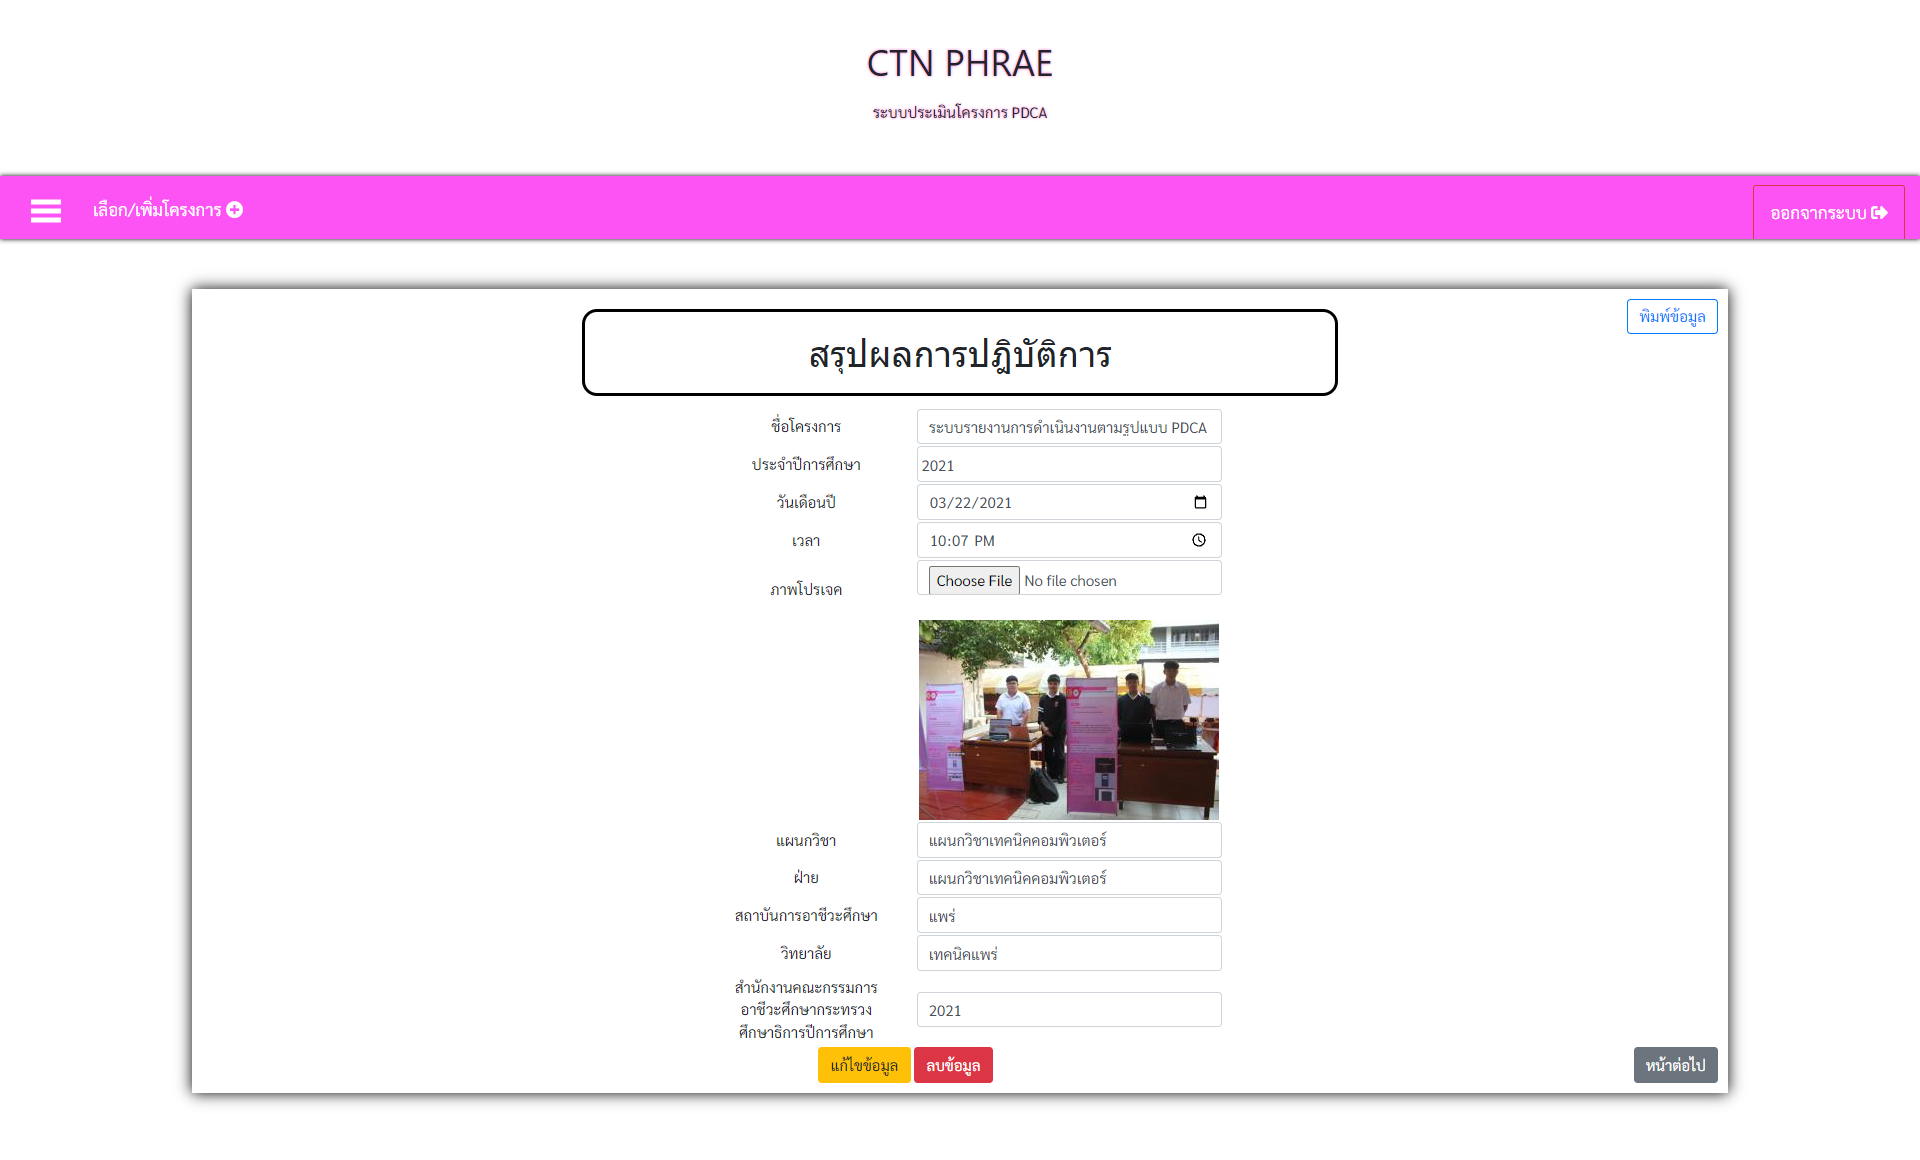 CTN PHRAE
ระบบประเมินโครงการ PDCA
เลือก/เพิ่มโครงการ
ออกจากระบบ
พิมพ์ข้อมูล
สรุปผลการปฎิบัติการ
ชื่อโครงการ ระบบรายงานการดำเนินงานตามรูปแบบ PDCA
ประจำปีการศึกษา 2021
วันเดือนปี 03/22/2021
เวลา 10:07 PM
ภาพโปรเจค Choose File No file chosen
แผนกวิชา แผนกวิชาเทคนิคคอมพิวเตอร์
ฝ่าย แผนกวิชาเทคนิคคอมพิวเตอร์
สถาบันการอาชีวะศึกษา แพร่
วิทยาลัย เทคนิคแพร่
สำนักงานคณะกรรมการ
อาชีวะศึกษากระทรวง 2021
ศึกษาธิการปีการศึกษา
แก้ไขข้อมูล ลบข้อมูล หน้าต่อไป